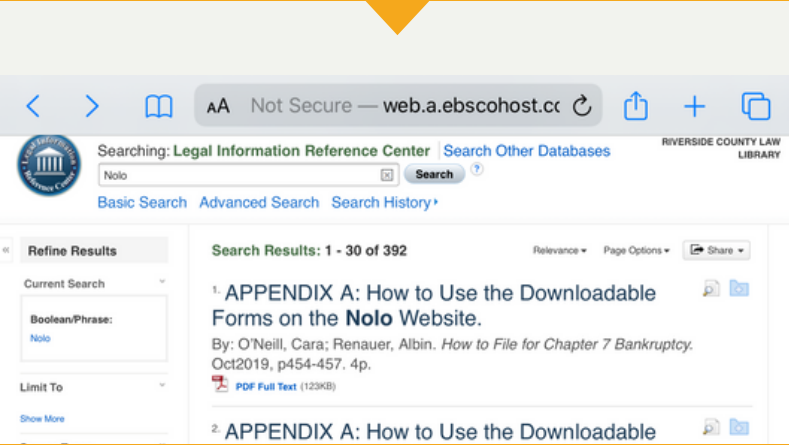 AA Not Secure — web.a.ebscohost.cc
Legal Information Reference Center
Searching: Legal Information Reference Center Search Other Databases
RIVERSIDE COUNTY LAW
LIBRARY
Nolo Search ?
Basic Search Advanced Search Search History
« Refine Results
Search Results: 1 - 30 of 392 Relevance Page Options Share
Current Search
Boolean/Phrase:
Nolo
Limit To
Show More
1. APPENDIX A: How to Use the Downloadable
Forms on the Nolo Website.
By: O'Neill, Cara; Renauer, Albin. How to File for Chapter 7 Bankruptcy.
Oct2019, p454-457. 4p.
PDF Full Text (123KB)
2. APPENDIX A: How to Use the Downloadable